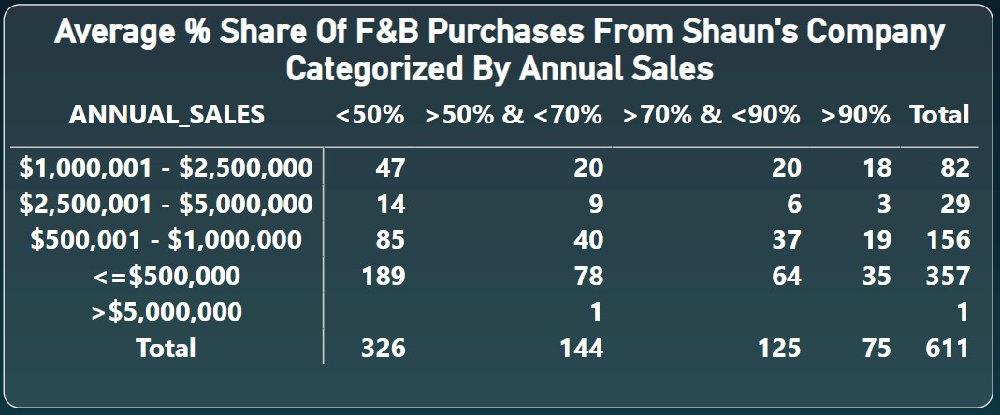 Average % Share Of F&B Purchases From Shaun's Company
Categorized By Annual Sales
ANNUAL_SALES <50% >50% & <70% >70% & <90% >90% Total
$1,000,001 - $2,500,000 47 20 20 18 82
$2,500,001 - $5,000,000 14 9 6 3 29
$500,001 - $1,000,000 85 40 37 19 156
<=$500,000 189 78 64 35 357
>$5,000,000 1 1
Total 326 144 125 75 611